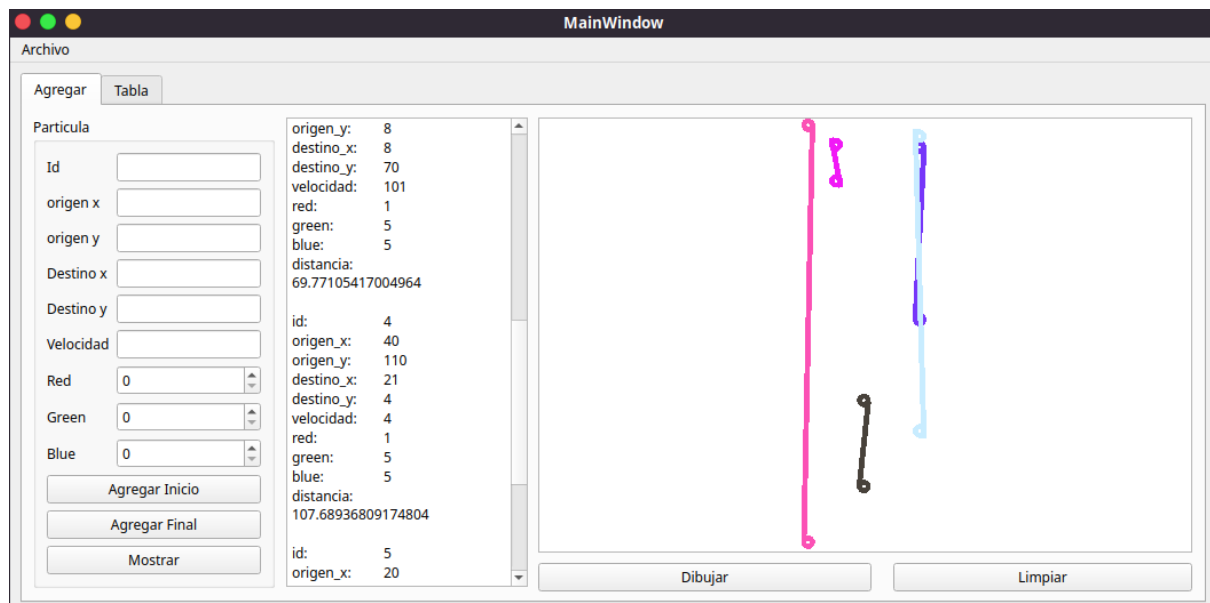 MainWindow
Archivo
Agregar Tabla
Particula
Id
origen x
origen y
Destino x
Destino y
Velocidad
Red 0
Green 0
Blue 0
Agregar Inicio
Agregar Final
Mostrar
origen_y: 8
destino_x: 8
destino_y: 70
velocidad: 101
red: 1
green: 5
blue: 5
distancia:
69.77105417004964
id: 4
origen_x: 40
origen_y: 110
destino_x: 21
destino_y: 4
velocidad: 4
red: 1
green: 5
blue: 5
distancia:
107.68936809174804
id: 5
origen_x: 20
Dibujar Limpiar